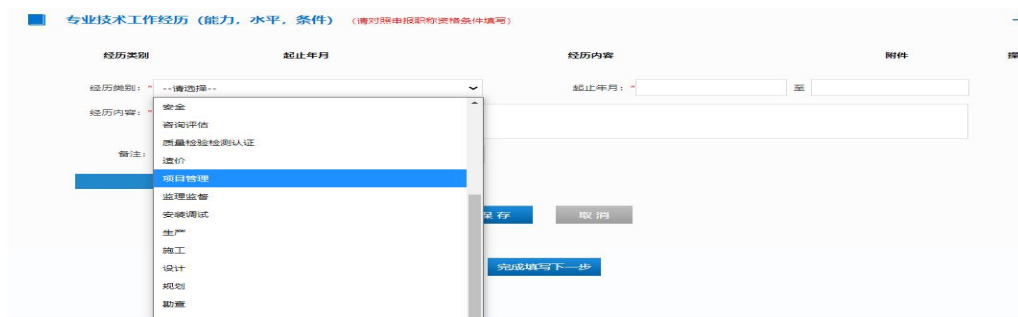 专业技术工作经历（能力，水平，条件）（请对照申报职称资格条件填写）
经历类别 起止年月 经历内容 附件 操
经历类别：* --请选择-- 起止年月：* 至
经历内容：*
备注：
安全
咨询评估
质量检验检测认证
造价
项目管理
监理监督
安装调试
生产
施工
设计
规划
勘查
保存 取消
完成填写下一步